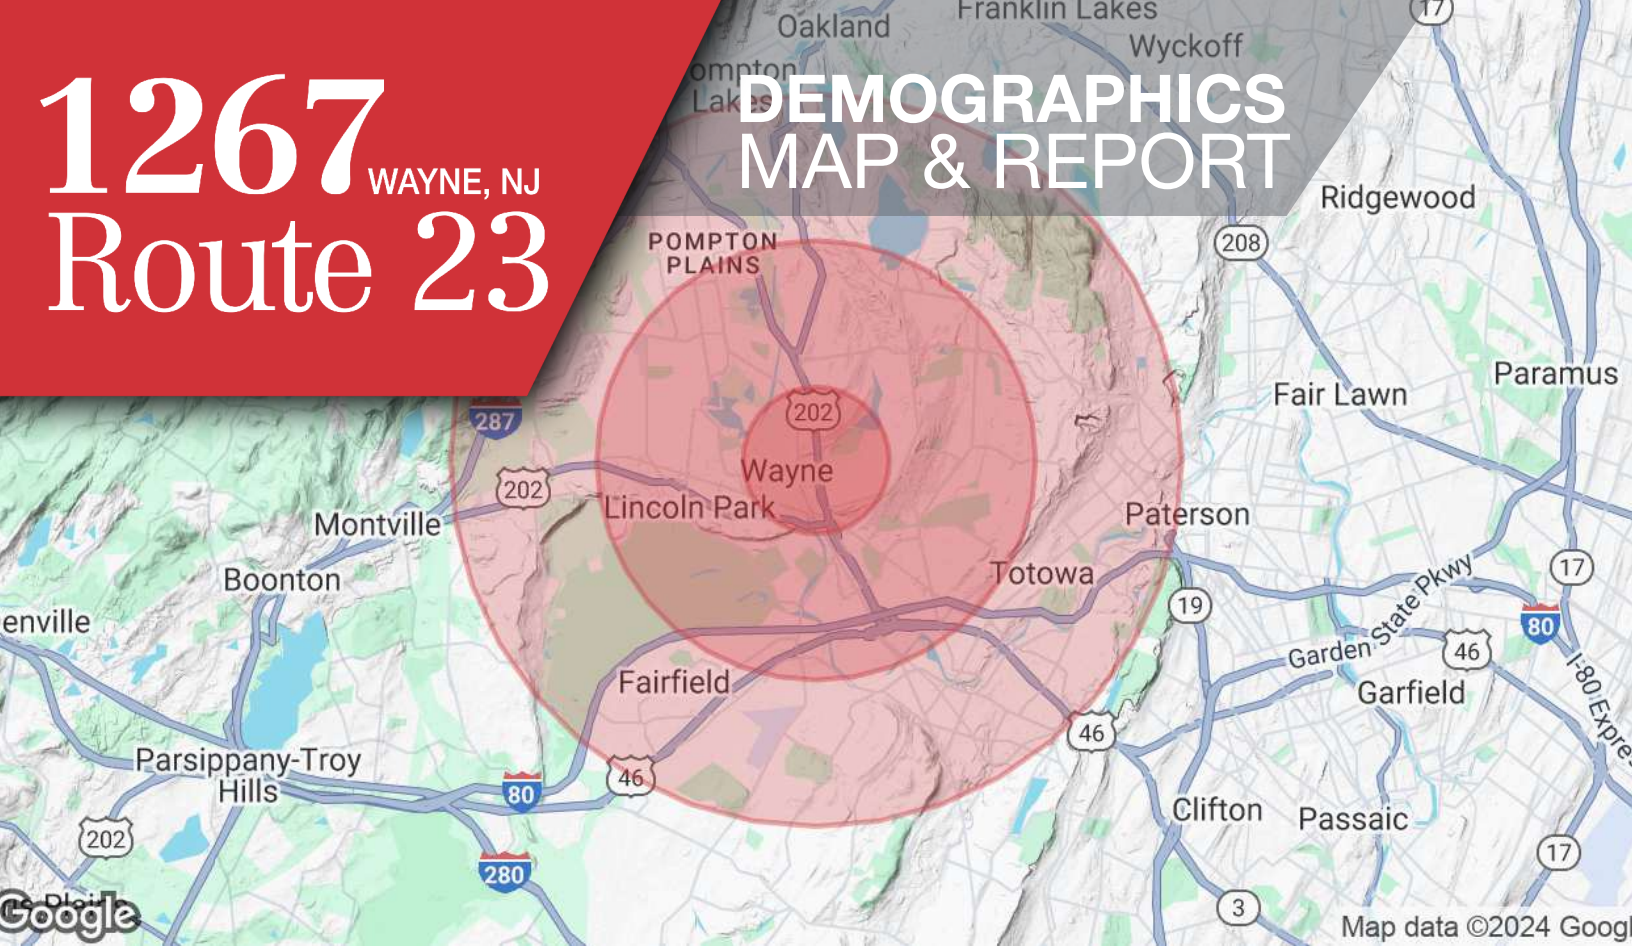 1267 WAYNE, NJ
Route 23
DEMOGRAPHICS
MAP & REPORT
Oakland
Franklin Lakes
17
Wyckoff
Lakes
Ridgewood
208
POMPTON
PLAINS
Paramus
Fair Lawn
287
202
Wayne
202
Lincoln Park
Montville
Paterson
Boonton
Totowa
17
19
80
Garden State Pkwy
46
I-80 Expre
enville
Fairfield
Garfield
46
Parsippany-Troy
Hills
46
80
Clifton
Passaic
202
17
280
3
Google
Map data ©2024 Googl